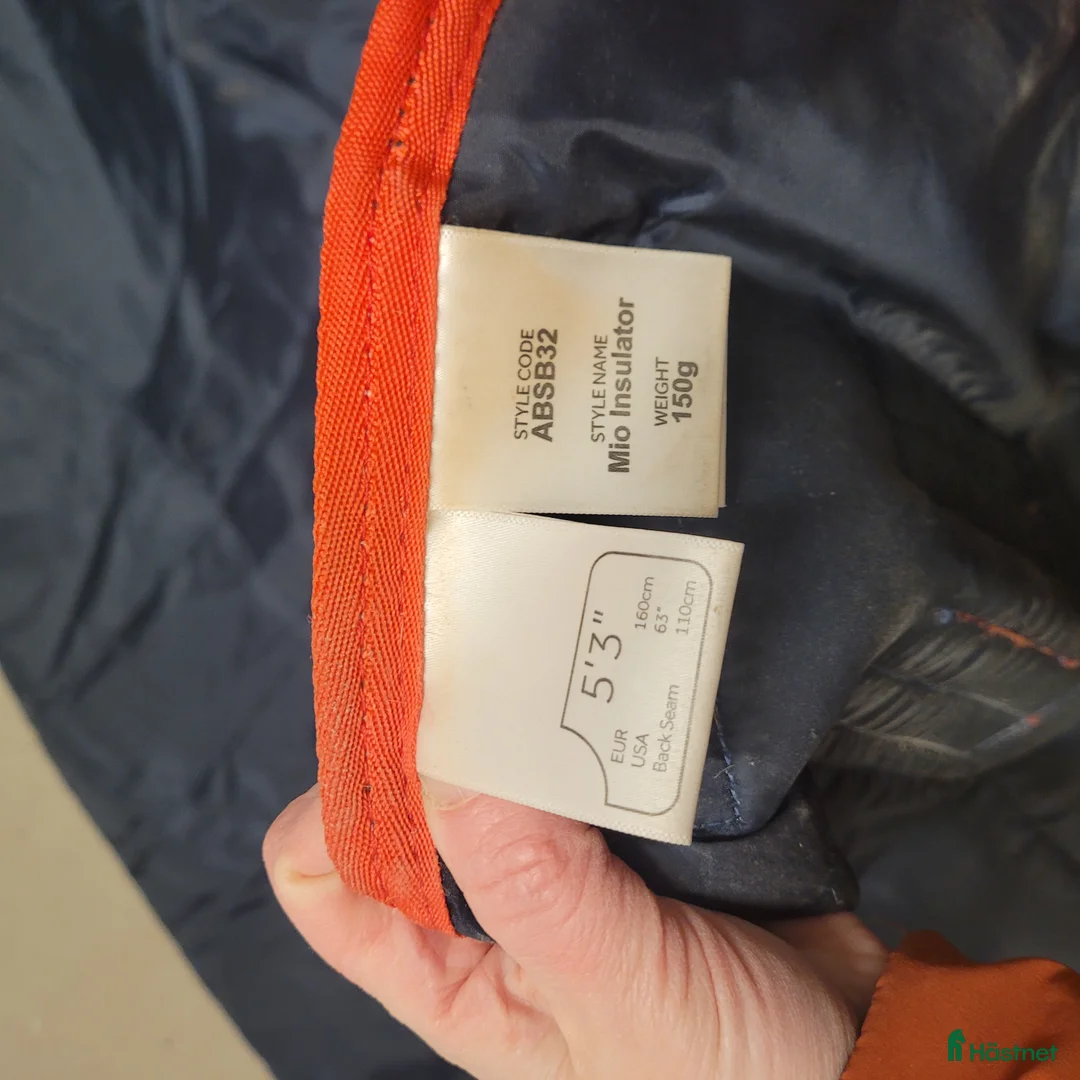 STYLE CODE
ABSB32
STYLE NAME
Mio Insulator
WEIGHT
150g
5'3"
EUR 160cm
USA 63"
Back Seam 110cm
Hästnet